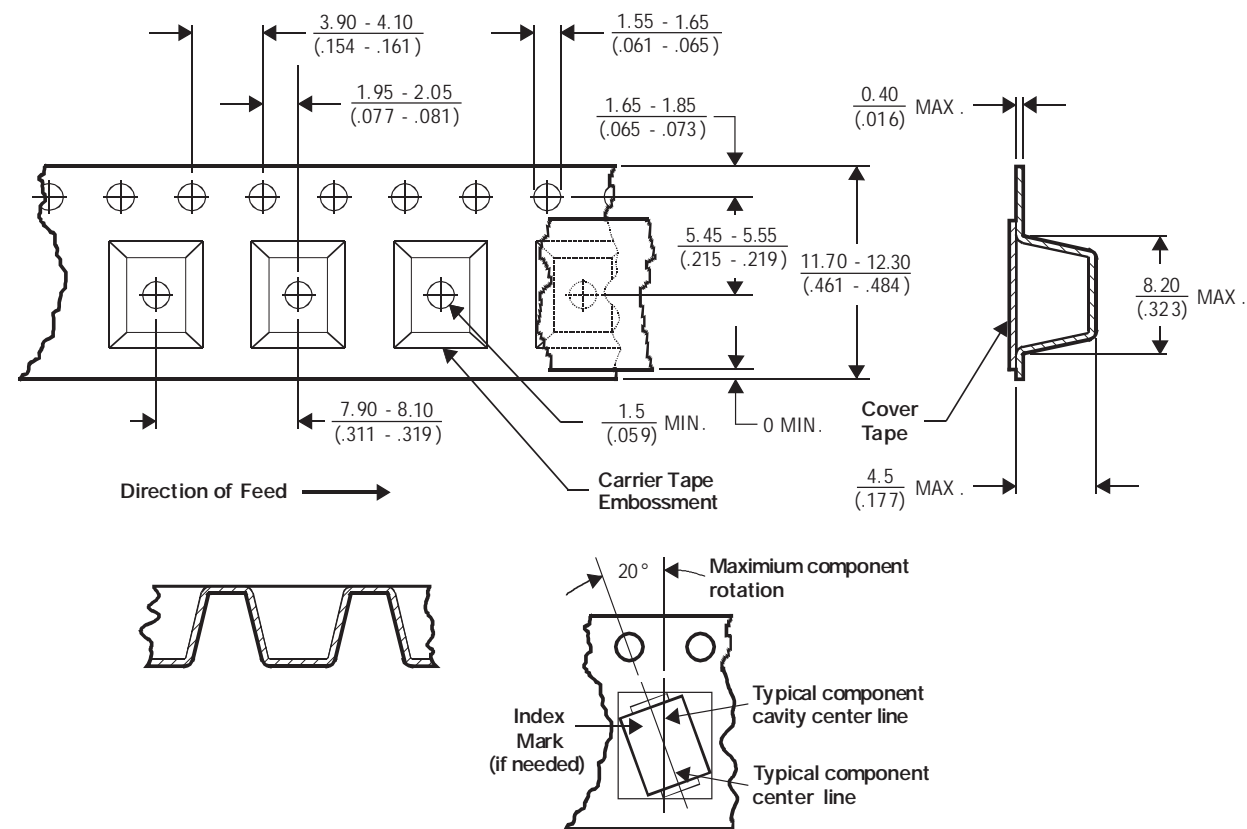 3.90 - 4.10
(.154 - .161)
1.55 - 1.65
(.061 - .065)
1.95 - 2.05
(.077 - .081)
1.65 - 1.85
(.065 - .073)
0.40
(.016)
MAX.
5.45 - 5.55
(.215 - .219)
11.70 - 12.30
(.461 - .484)
8.20
(.323)
MAX.
7.90 - 8.10
(.311 - .319)
1.5
(.059)
MIN.
0 MIN.
Cover
Tape
4.5
(.177)
MAX.
Direction of Feed
Carrier Tape
Embossment
20°
Maximium component
rotation
Typical component
cavity center line
Index
Mark
(if needed)
Typical component
center line